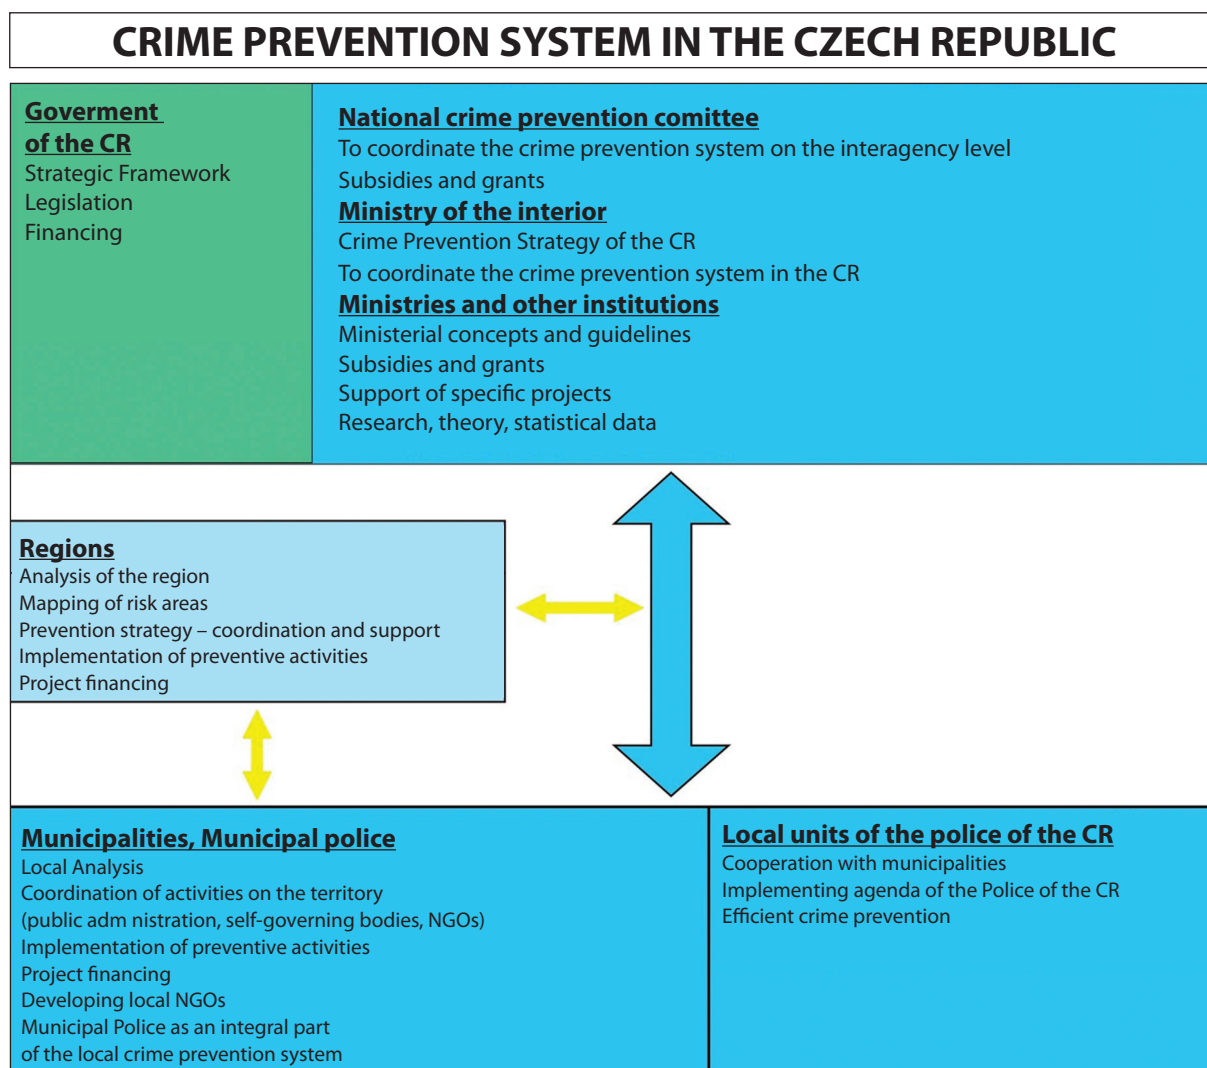 CRIME PREVENTION SYSTEM IN THE CZECH REPUBLIC
Goverment
of the CR
Strategic Framework
Legislation
Financing
National crime prevention comittee
To coordinate the crime prevention system on the interagency level
Subsidies and grants
Ministry of the interior
Crime Prevention Strategy of the CR
To coordinate the crime prevention system in the CR
Ministries and other institutions
Ministerial concepts and guidelines
Subsidies and grants
Support of specific projects
Research, theory, statistical data
Regions
Analysis of the region
Mapping of risk areas
Prevention strategy – coordination and support
Implementation of preventive activities
Project financing
Municipalities, Municipal police
Local Analysis
Coordination of activities on the territory
(public adm nistration, self-governing bodies, NGOs)
Implementation of preventive activities
Project financing
Developing local NGOs
Municipal Police as an integral part
of the local crime prevention system
Local units of the police of the CR
Cooperation with municipalities
Implementing agenda of the Police of the CR
Efficient crime prevention